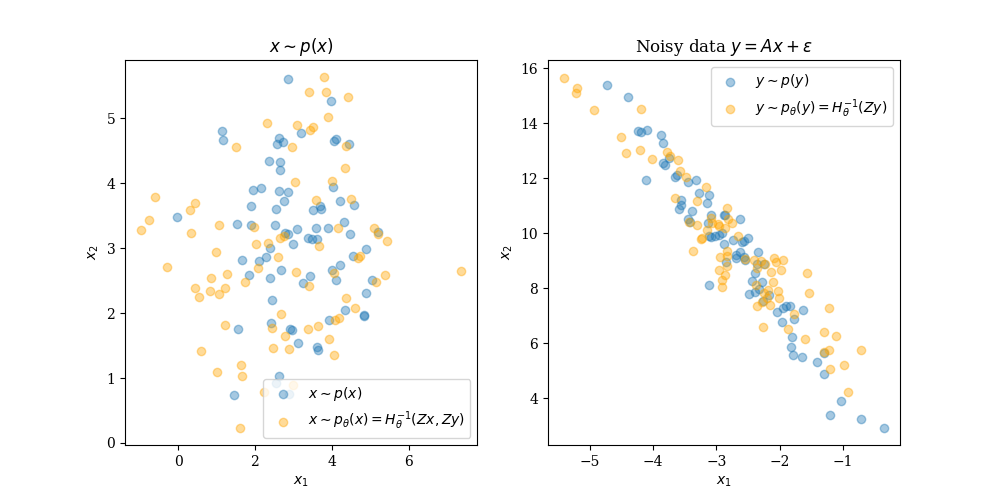 x ∼ p(x)
5
4
3
2
1
0
x₂
x ∼ p(x)
x ∼ p_θ(x) = H_θ^{-1}(Zx, Zy)
0
2
4
6
x₁
Noisy data y = Ax + ε
16
14
12
10
8
6
4
x₂
y ∼ p(y)
y ∼ p_θ(y) = H_θ^{-1}(Zy)
−5
−4
−3
−2
−1
x₁